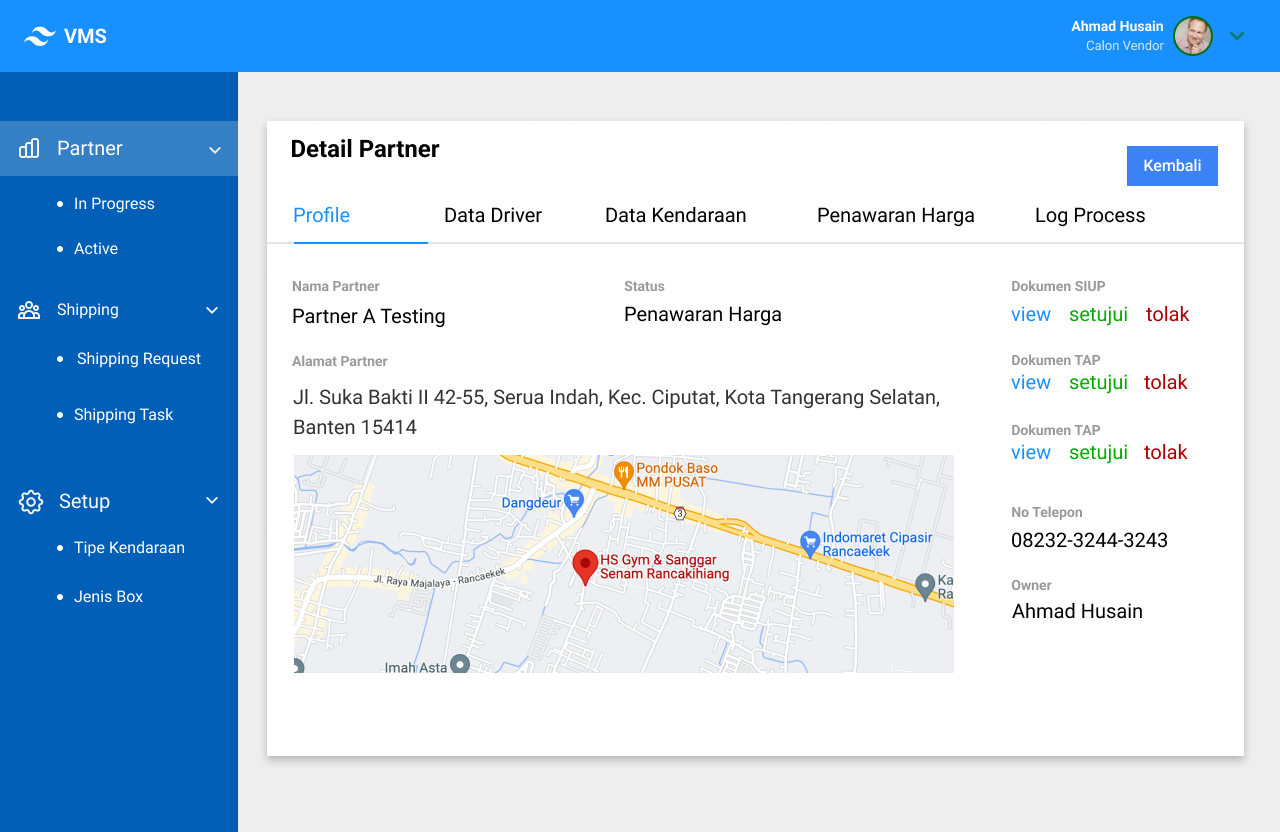 VMS
Ahmad Husain
Calon Vendor
Partner
In Progress
Active
Shipping
Shipping Request
Shipping Task
Setup
Tipe Kendaraan
Jenis Box
Detail Partner
Kembali
Profile
Data Driver
Data Kendaraan
Penawaran Harga
Log Process
Nama Partner
Partner A Testing
Status
Penawaran Harga
Alamat Partner
Jl. Suka Bakti II 42-55, Serua Indah, Kec. Ciputat, Kota Tangerang Selatan,
Banten 15414
Pondok Baso
MM PUSAT
Dangdeur
3
Indomaret Cipasir
Rancaekek
HS Gym & Sanggar
Senam Rancakihiang
Jl. Raya Majalaya - Rancaekek
Ka
Ra
Imah Asta
Dokumen SIUP
view setujui tolak
Dokumen TAP
view setujui tolak
Dokumen TAP
view setujui tolak
No Telepon
08232-3244-3243
Owner
Ahmad Husain